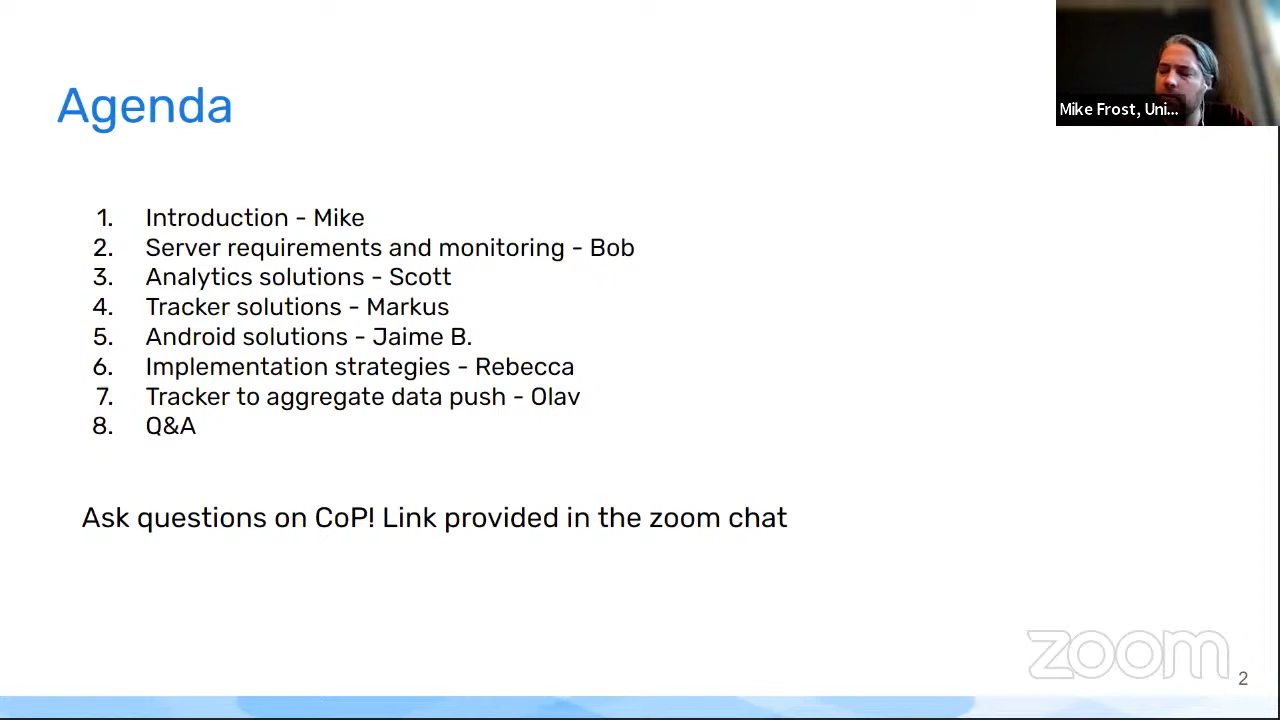 Agenda
Mike Frost, Uni...
1. Introduction - Mike
2. Server requirements and monitoring - Bob
3. Analytics solutions - Scott
4. Tracker solutions - Markus
5. Android solutions - Jaime B.
6. Implementation strategies - Rebecca
7. Tracker to aggregate data push - Olav
8. Q&A
Ask questions on CoP! Link provided in the zoom chat
zoom
2